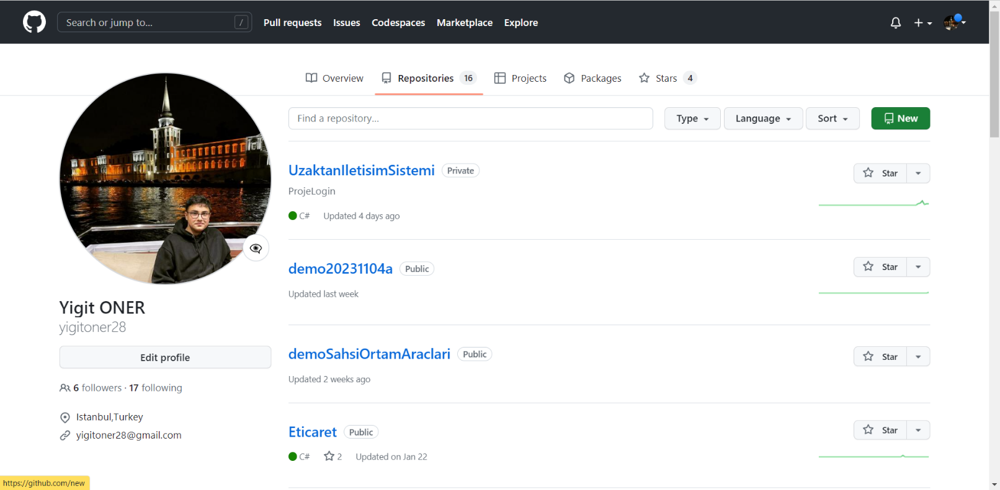 Search or jump to... /
Pull requests Issues Codespaces Marketplace Explore
Overview Repositories 16 Projects Packages Stars 4
Find a repository...
Type Language Sort New
UzaktanIletisimSistemi Private
Star
ProjeLogin
C# Updated 4 days ago
demo20231104a Public
Star
Updated last week
Yigit ONER
yigitoner28
Edit profile
6 followers · 17 following
Istanbul,Turkey
yigitoner28@gmail.com
demoSahsiOrtamAraclari Public
Star
Updated 2 weeks ago
Eticaret Public
Star
C# 2 Updated on Jan 22
https://github.com/new